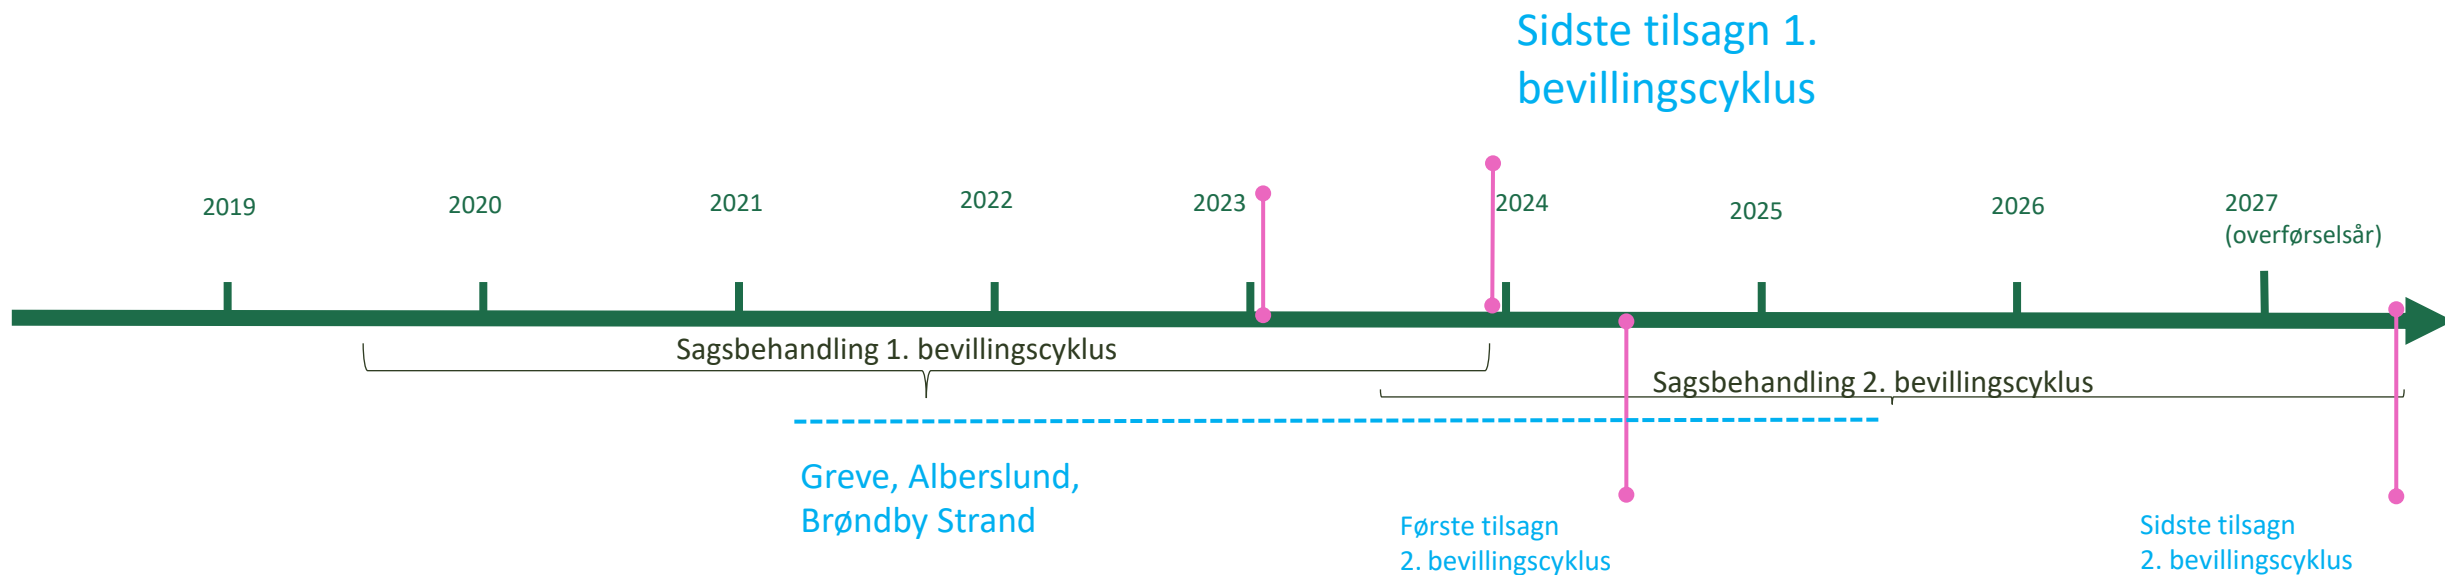 Sidste tilsagn 1.
bevillingscyklus
2019
2020
2021
2022
2023
2024
2025
2026
2027
(overførselsår)
Sagsbehandling 1. bevillingscyklus
Sagsbehandling 2. bevillingscyklus
Greve, Alberslund,
Brøndby Strand
Første tilsagn
2. bevillingscyklus
Sidste tilsagn
2. bevillingscyklus